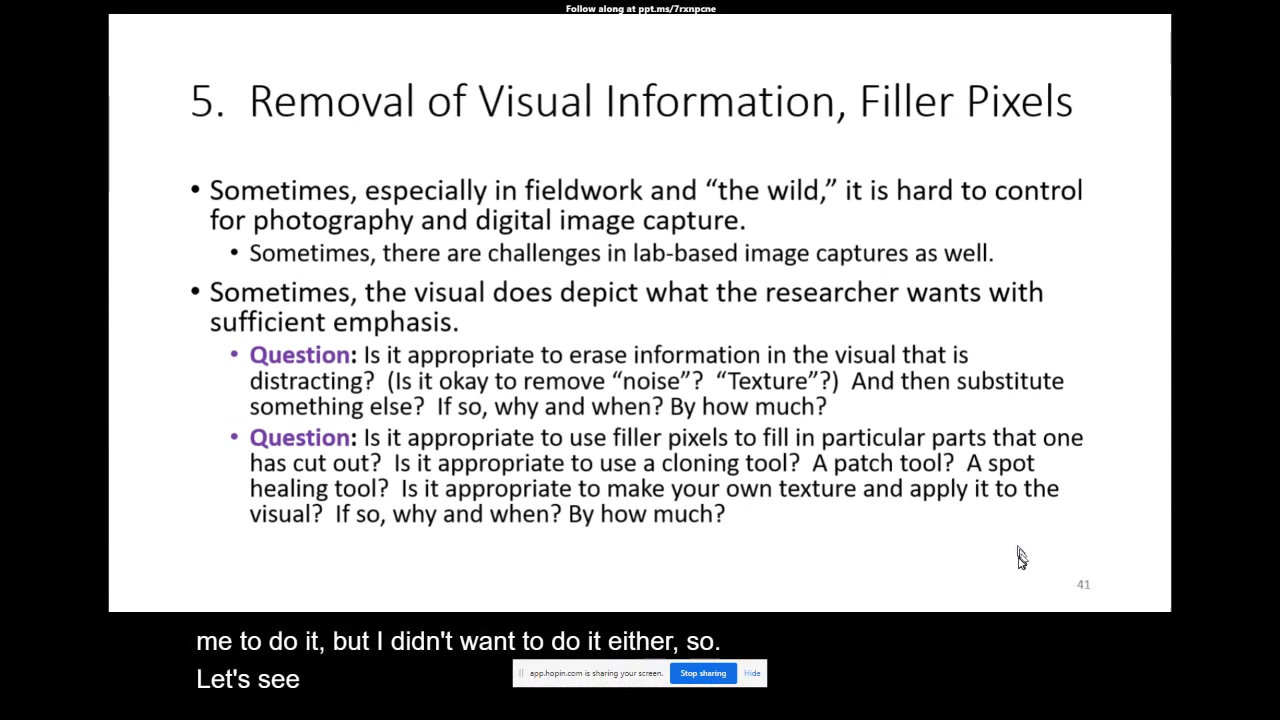 Follow along at ppt.ms/7rxnpcne
5. Removal of Visual Information, Filler Pixels
• Sometimes, especially in fieldwork and “the wild,” it is hard to control
for photography and digital image capture.
• Sometimes, there are challenges in lab-based image captures as well.
• Sometimes, the visual does depict what the researcher wants with
sufficient emphasis.
• Question: Is it appropriate to erase information in the visual that is
distracting? (Is it okay to remove “noise”? “Texture”?) And then substitute
something else? If so, why and when? By how much?
• Question: Is it appropriate to use filler pixels to fill in particular parts that one
has cut out? Is it appropriate to use a cloning tool? A patch tool? A spot
healing tool? Is it appropriate to make your own texture and apply it to the
visual? If so, why and when? By how much?
41
me to do it, but I didn't want to do it either, so.
Let's see
app.hopin.com is sharing your screen. Stop sharing Hide